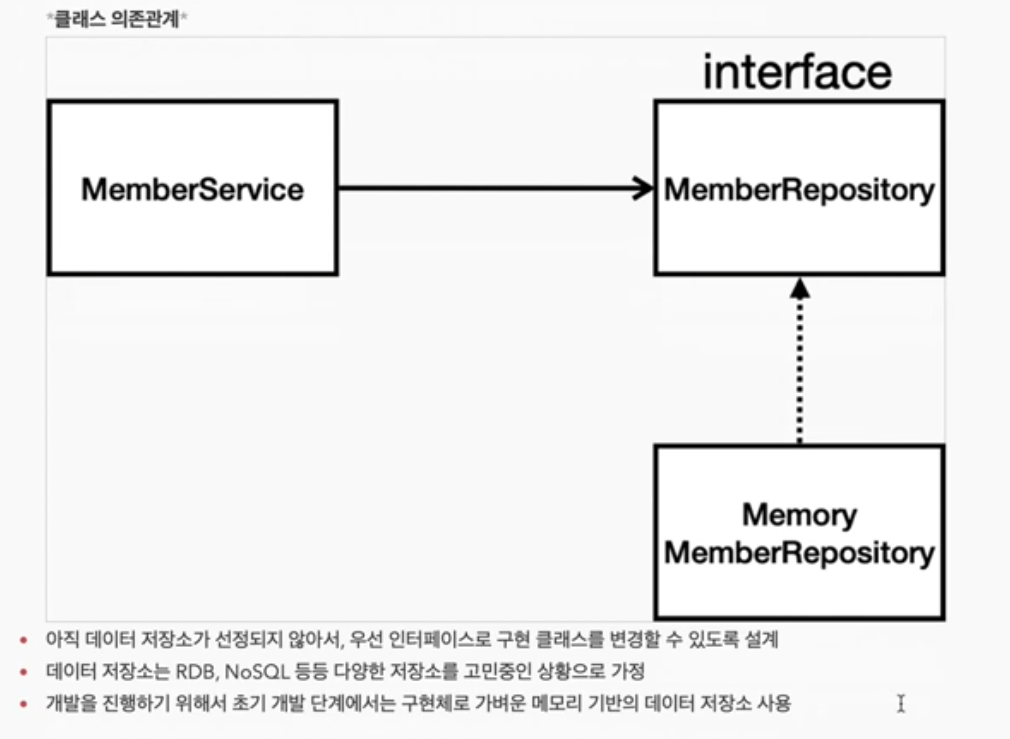 *클래스 의존관계*
interface
MemberService
MemberRepository
Memory
MemberRepository
• 아직 데이터 저장소가 선정되지 않아서, 우선 인터페이스로 구현 클래스를 변경할 수 있도록 설계
• 데이터 저장소는 RDB, NoSQL 등등 다양한 저장소를 고민중인 상황으로 가정
• 개발을 진행하기 위해서 초기 개발 단계에서는 구현체로 가벼운 메모리 기반의 데이터 저장소 사용